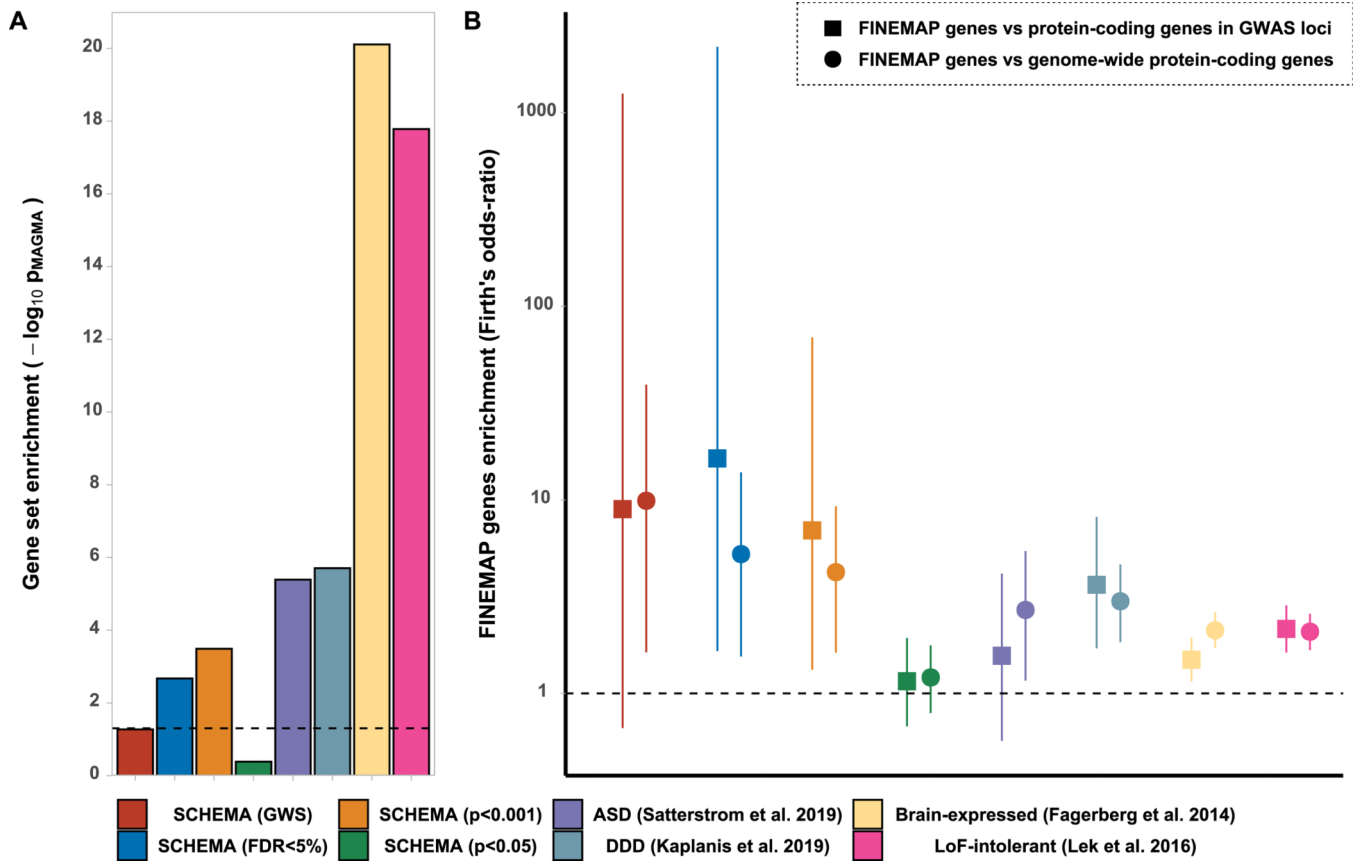 A
Gene set enrichment ( – log10 pMAGMA)
20
18
16
14
12
10
8
6
4
2
0
B
FINEMAP genes enrichment (Firth's odds-ratio)
1000
100
10
1
FINEMAP genes vs protein-coding genes in GWAS loci
FINEMAP genes vs genome-wide protein-coding genes
SCHEMA (GWS)
SCHEMA (p<0.001)
ASD (Satterstrom et al. 2019)
Brain-expressed (Fagerberg et al. 2014)
SCHEMA (FDR<5%)
SCHEMA (p<0.05)
DDD (Kaplanis et al. 2019)
LoF-intolerant (Lek et al. 2016)